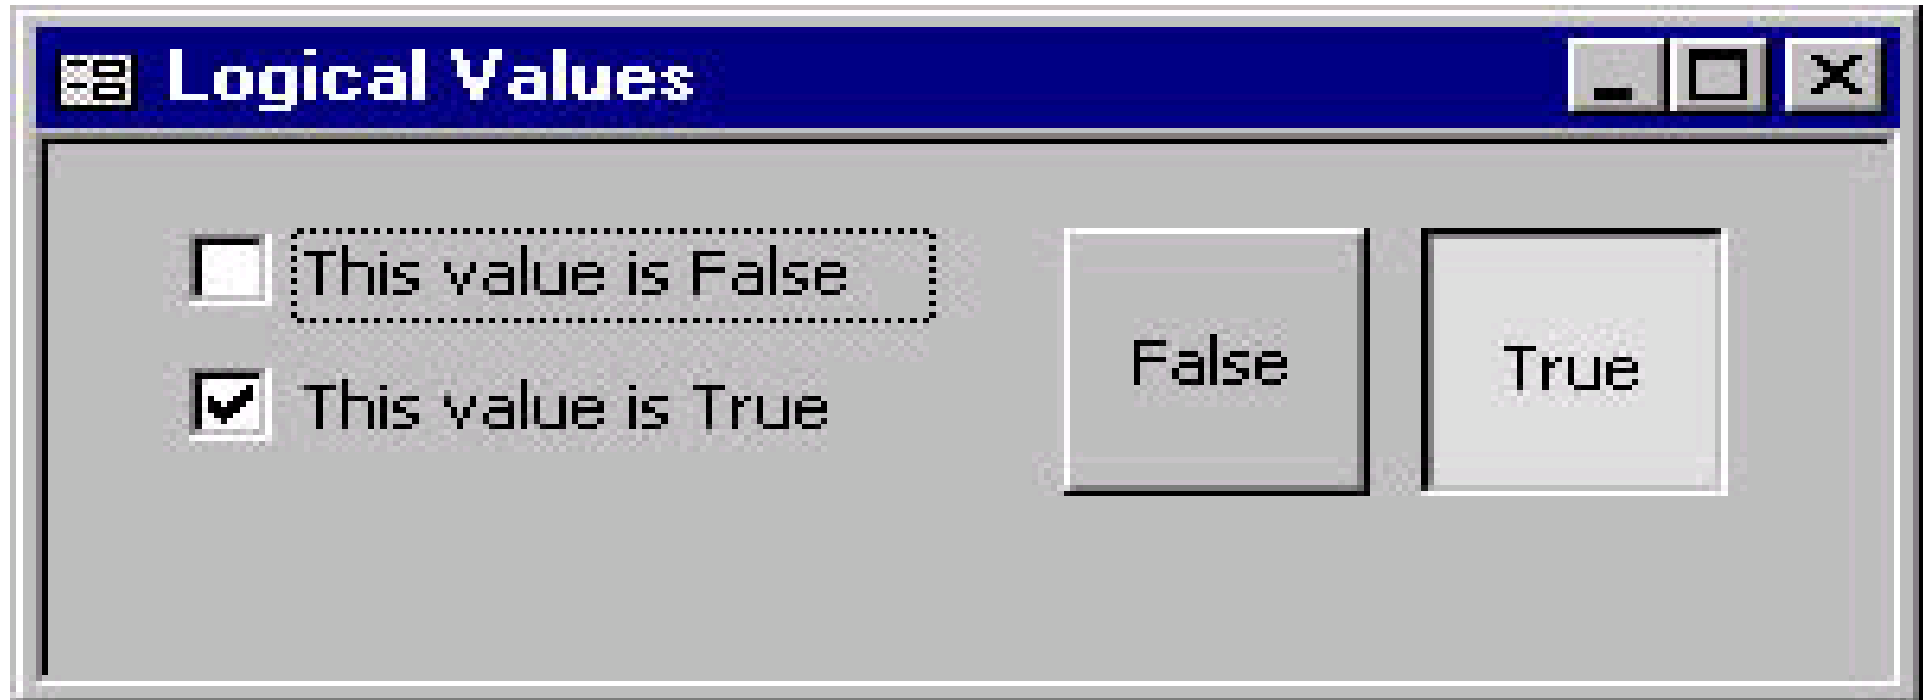 Logical Values
This value is False
This value is True
False
True